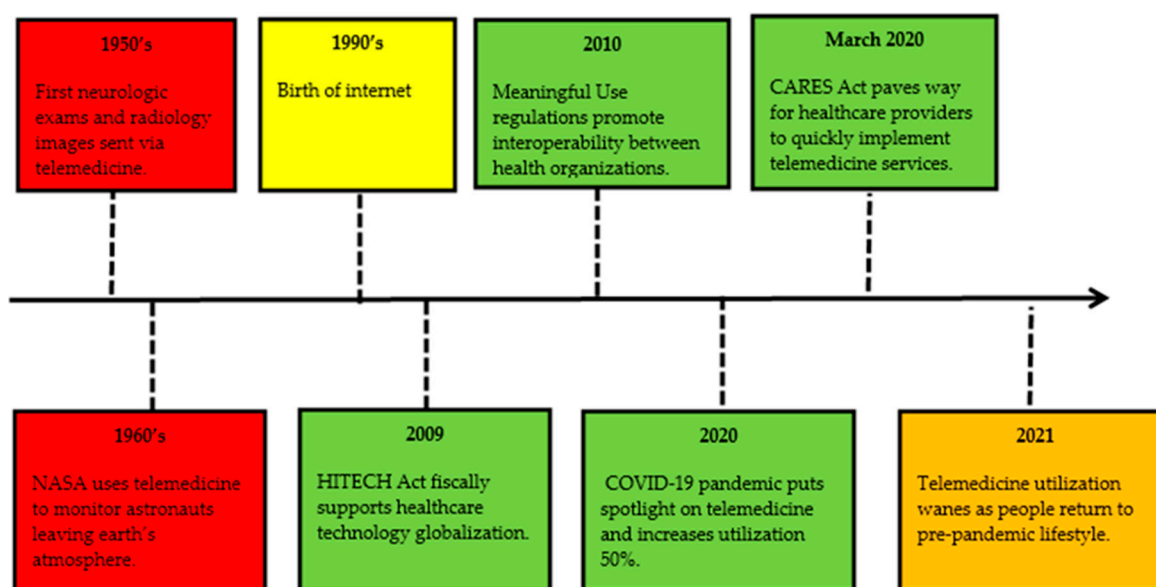 1950's
First neurologic
exams and radiology
images sent via
telemedicine.
1990's
Birth of internet
2010
Meaningful Use
regulations promote
interoperability between
health organizations.
March 2020
CARES Act paves way
for healthcare providers
to quickly implement
telemedicine services.
1960's
NASA uses telemedicine
to monitor astronauts
leaving earth's
atmosphere.
2009
HITECH Act fiscally
supports healthcare
technology globalization.
2020
COVID-19 pandemic puts
spotlight on telemedicine
and increases utilization
50%.
2021
Telemedicine utilization
wanes as people return to
pre-pandemic lifestyle.